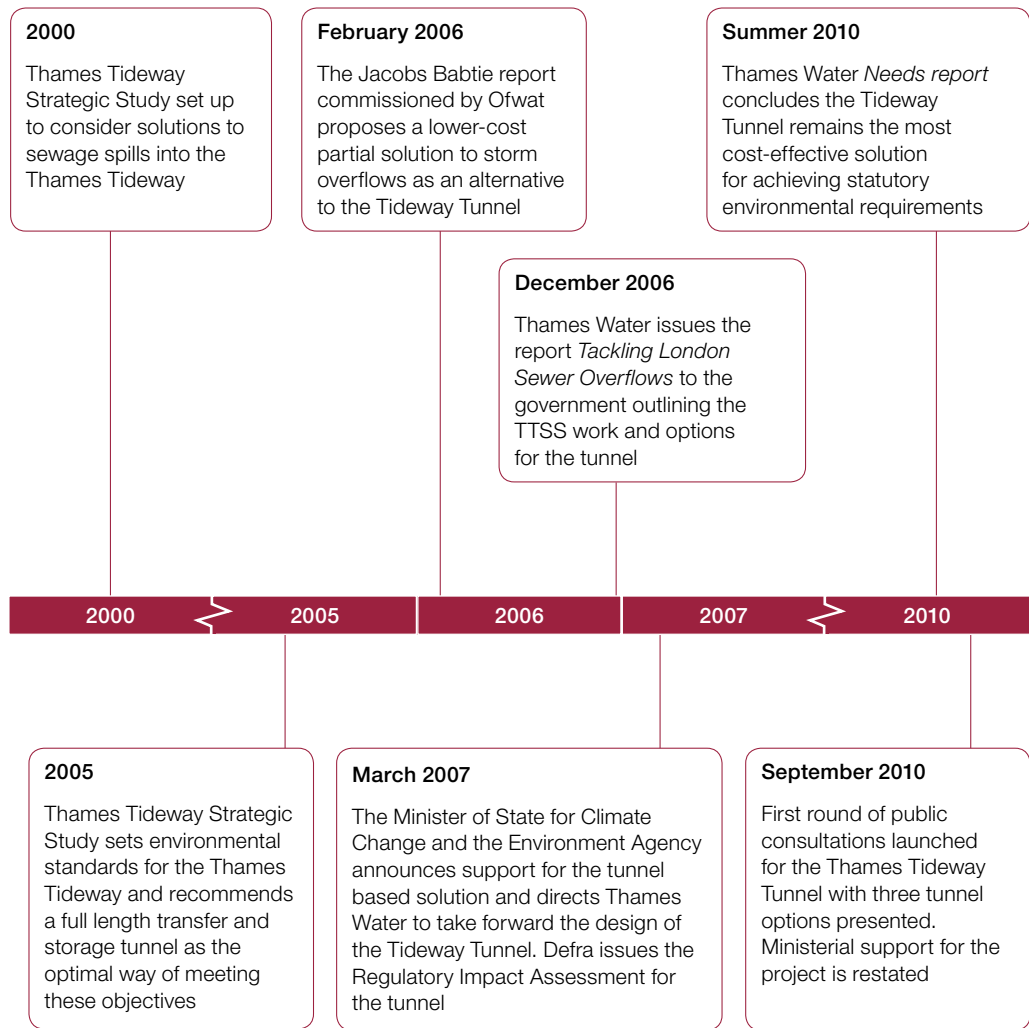 2000
Thames Tideway
Strategic Study set up
to consider solutions to
sewage spills into the
Thames Tideway
February 2006
The Jacobs Babtie report
commissioned by Ofwat
proposes a lower-cost
partial solution to storm
overflows as an alternative
to the Tideway Tunnel
Summer 2010
Thames Water Needs report
concludes the Tideway
Tunnel remains the most
cost-effective solution
for achieving statutory
environmental requirements
December 2006
Thames Water issues the
report Tackling London
Sewer Overflows to the
government outlining the
TTSS work and options
for the tunnel
2000
2005
2006
2007
2010
2005
Thames Tideway Strategic
Study sets environmental
standards for the Thames
Tideway and recommends
a full length transfer and
storage tunnel as the
optimal way of meeting
these objectives
March 2007
The Minister of State for Climate
Change and the Environment Agency
announces support for the tunnel
based solution and directs Thames
Water to take forward the design of
the Tideway Tunnel. Defra issues the
Regulatory Impact Assessment for
the tunnel
September 2010
First round of public
consultations launched
for the Thames Tideway
Tunnel with three tunnel
options presented.
Ministerial support for the
project is restated